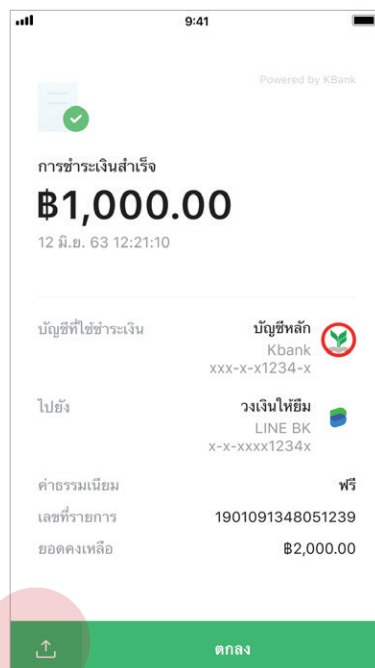 9:41
Powered by KBank
การชำระเงินสำเร็จ
฿1,000.00
12 มิ.ย. 63 12:21:10
บัญชีที่ใช้ชำระเงิน บัญชีหลัก
Kbank
xxx-x-x1234-x
ไปยัง วงเงินให้ยืม
LINE BK
x-x-xxxx1234x
ค่าธรรมเนียม ฟรี
เลขที่รายการ 1901091348051239
ยอดคงเหลือ ฿2,000.00
ตกลง